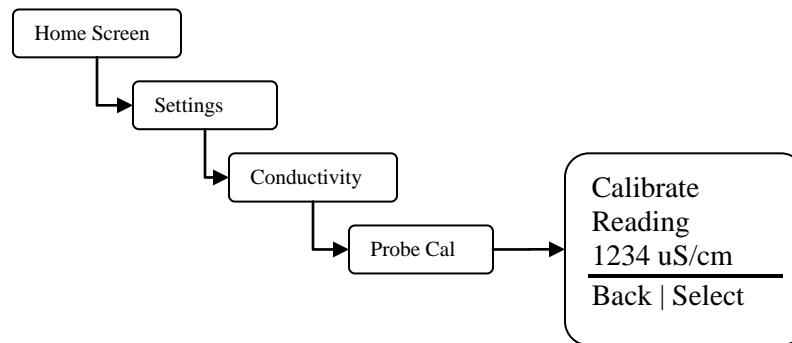 Home Screen
Settings
Conductivity
Probe Cal
Calibrate
Reading
1234 uS/cm
Back | Select